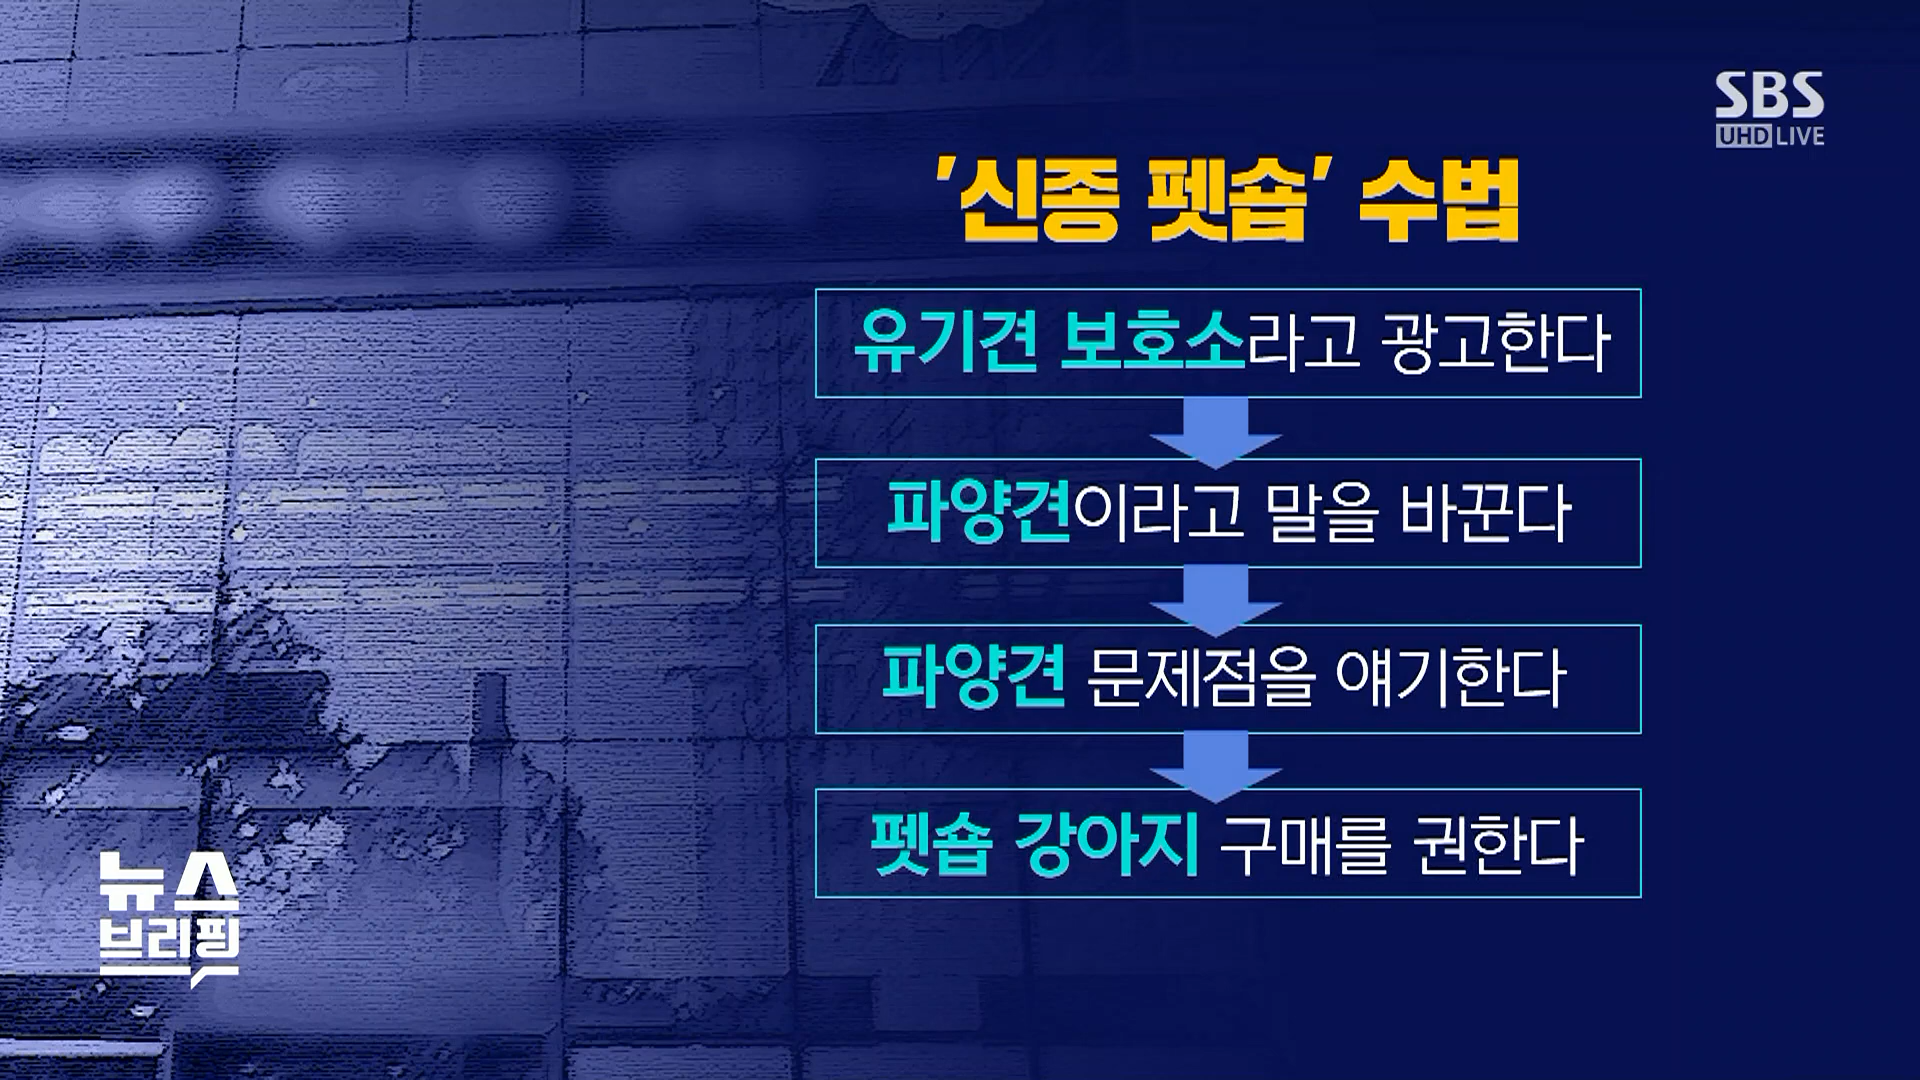 SBS
UHD LIVE
'신종 펫숍' 수법
유기견 보호소라고 광고한다
파양견이라고 말을 바꾼다
파양견 문제점을 얘기한다
펫숍 강아지 구매를 권한다
뉴스
브리핑